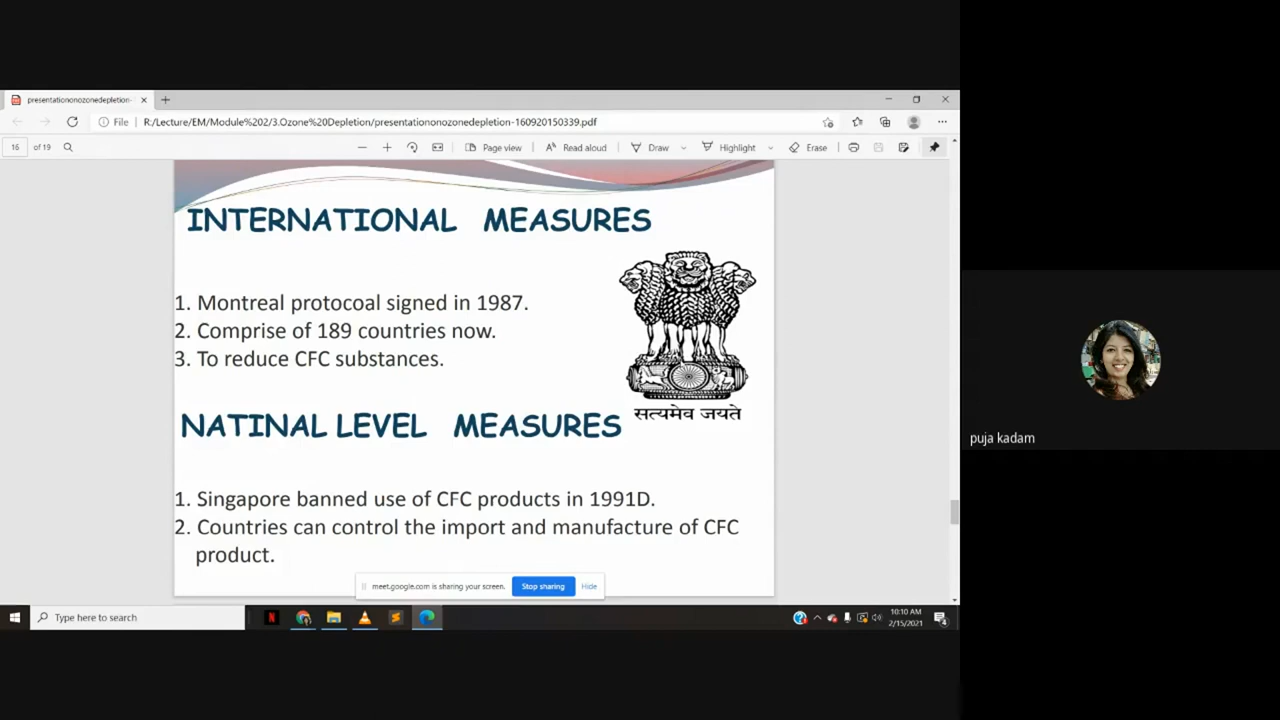 presentationonozonedepletion-
File
R:/Lecture/EM/Module%202/3.Ozone%20Depletion/presentationonozonedepletion-160920150339.pdf
16 of 19
Page view
Read aloud
Draw
Highlight
Erase
INTERNATIONAL MEASURES
1. Montreal protocoal signed in 1987.
2. Comprise of 189 countries now.
3. To reduce CFC substances.
सत्यमेव जयते
NATINAL LEVEL MEASURES
1. Singapore banned use of CFC products in 1991D.
2. Countries can control the import and manufacture of CFC
product.
meet.google.com is sharing your screen.
Stop sharing
Hide
puja kadam
Type here to search
10:10 AM
2/15/2021